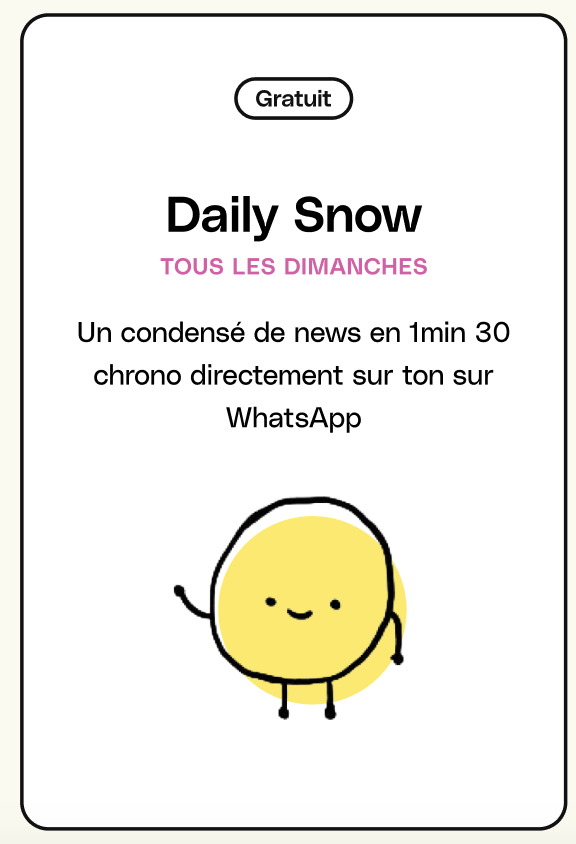 Gratuit
Daily Snow
TOUS LES DIMANCHES
Un condensé de news en 1min 30
chrono directement sur ton sur
WhatsApp